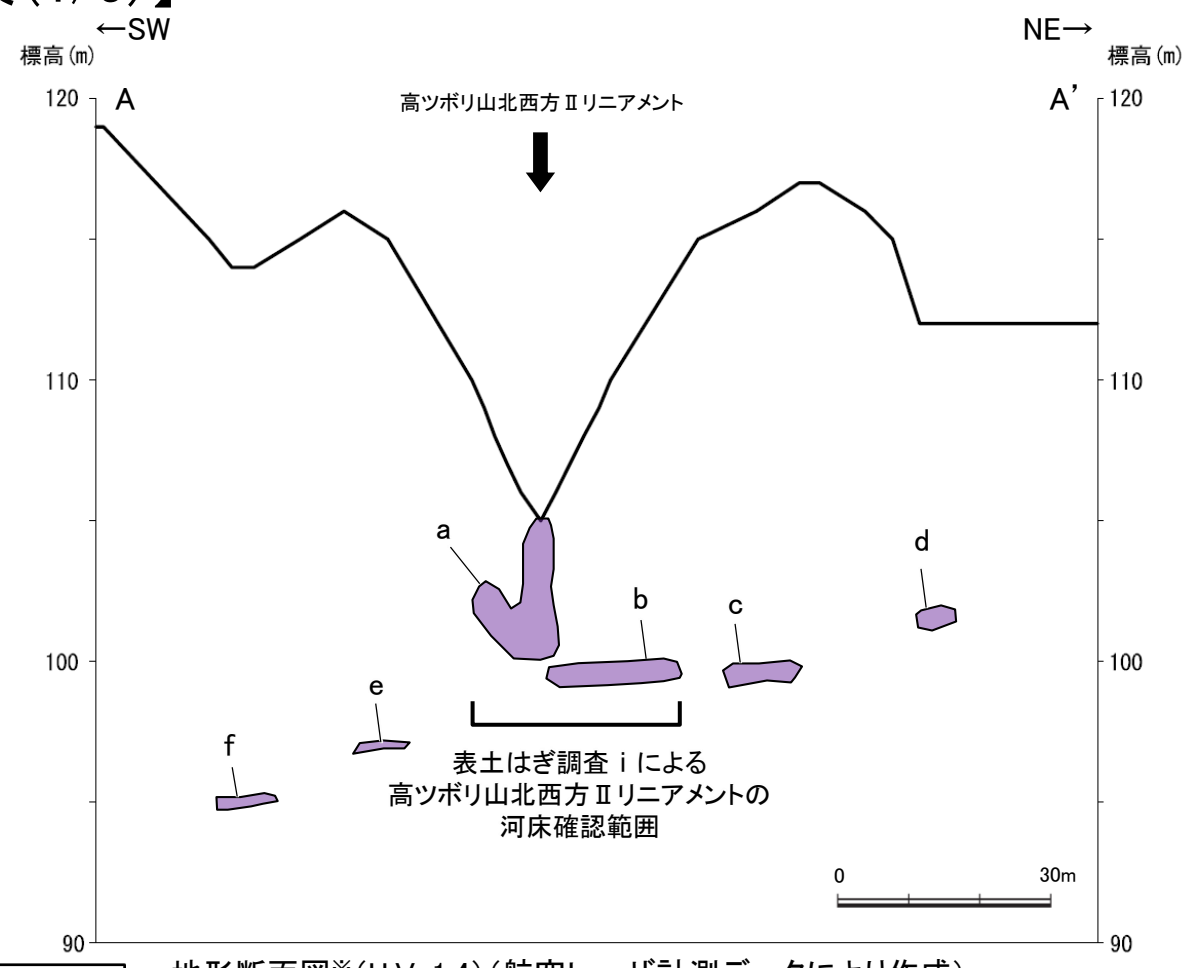 (1/3)】
←SW
NE→
標高(m)
標高(m)
120
A
高ツボリ山北西方Ⅱリニアメント
A’
120
110
110
a
b
c
d
100
100
e
f
表土はぎ調査ⅰによる
高ツボリ山北西方Ⅱリニアメントの
河床確認範囲
0
30m
90
90